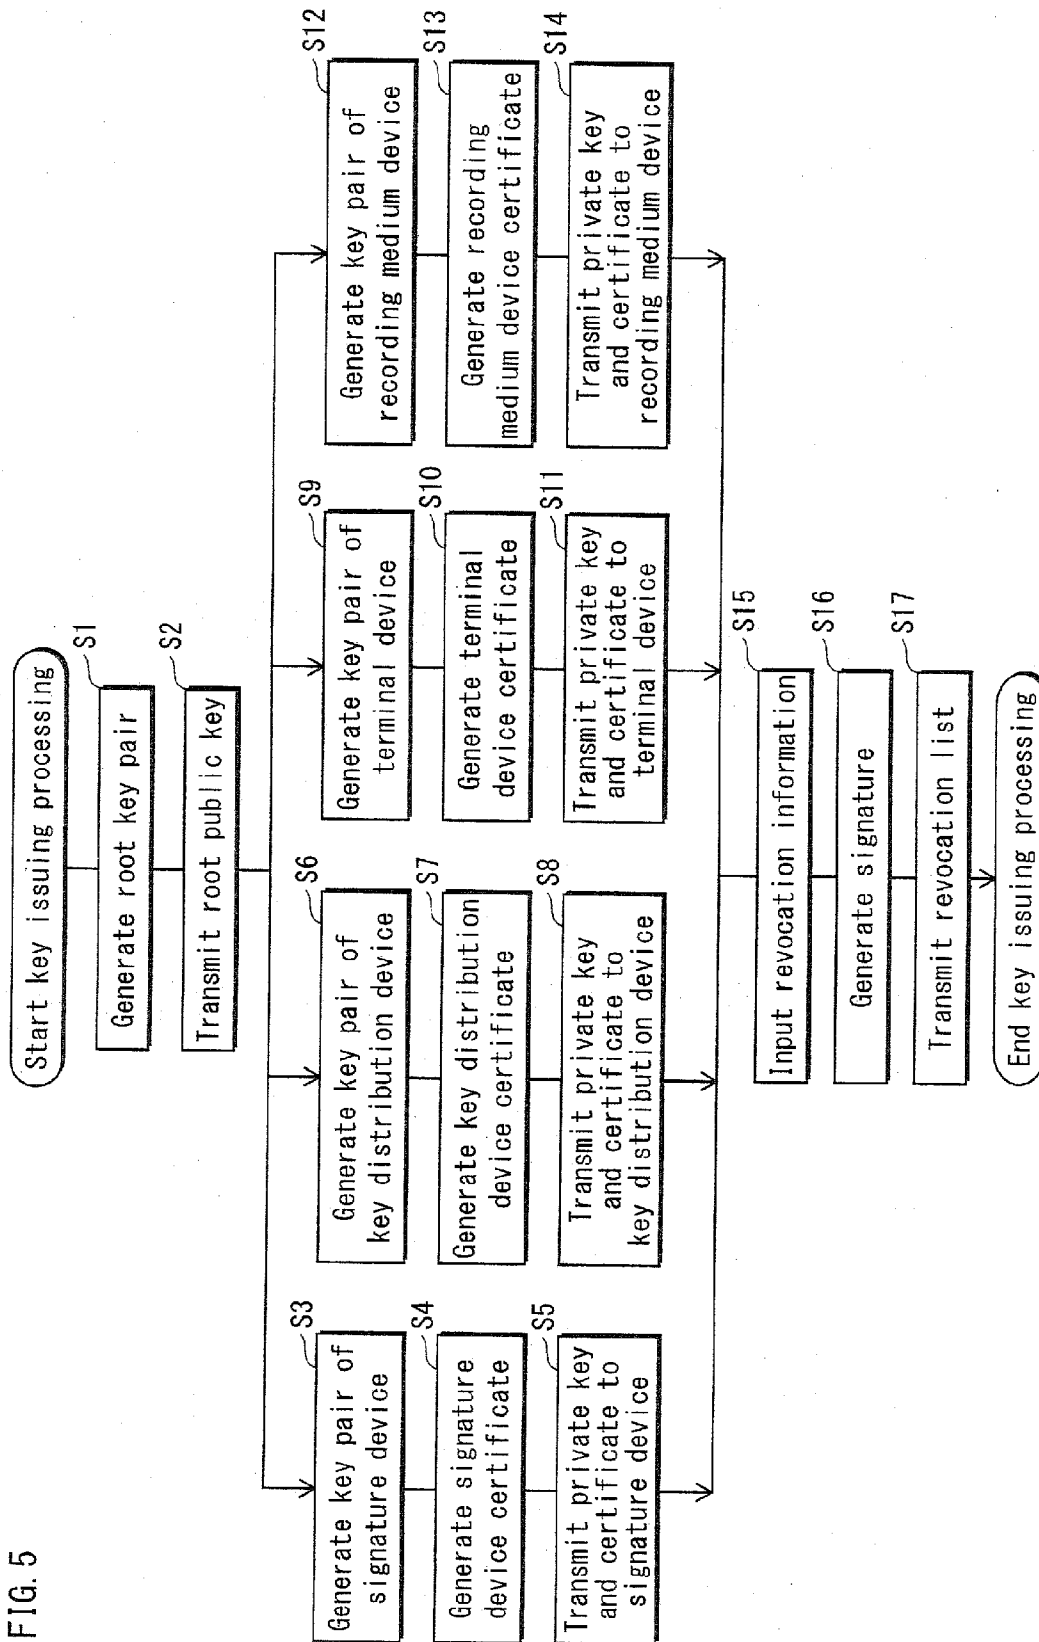 FIG. 5
Start key issuing processing
S1
Generate root key pair
S2
Transmit root public key
S3
Generate key pair of
signature device
S4
Generate signature
device certificate
S5
Transmit private key
and certificate to
signature device
S6
Generate key pair of
key distribution device
S7
Generate key distribution
device certificate
S8
Transmit private key
and certificate to
key distribution device
S9
Generate key pair of
terminal device
S10
Generate terminal
device certificate
S11
Transmit private key
and certificate to
terminal device
S12
Generate key pair of
recording medium device
S13
Generate recording
medium device certificate
S14
Transmit private key
and certificate to
recording medium device
S15
Input revocation information
S16
Generate signature
S17
Transmit revocation list
End key issuing processing